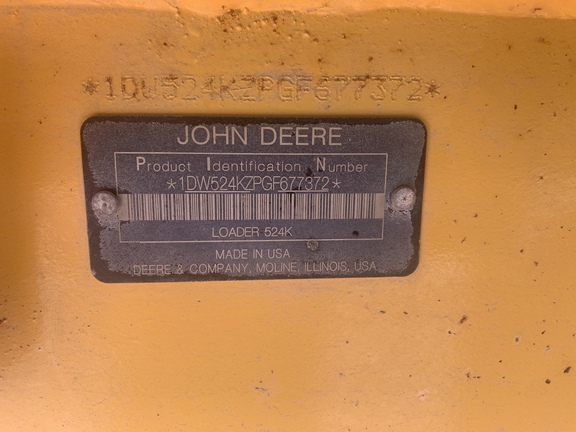 *1DW524KZPGF677372*
JOHN DEERE
Product Identification Number
*1DW524KZPGF677372*
LOADER 524K
MADE IN USA
DEERE & COMPANY, MOLINE, ILLINOIS, USA